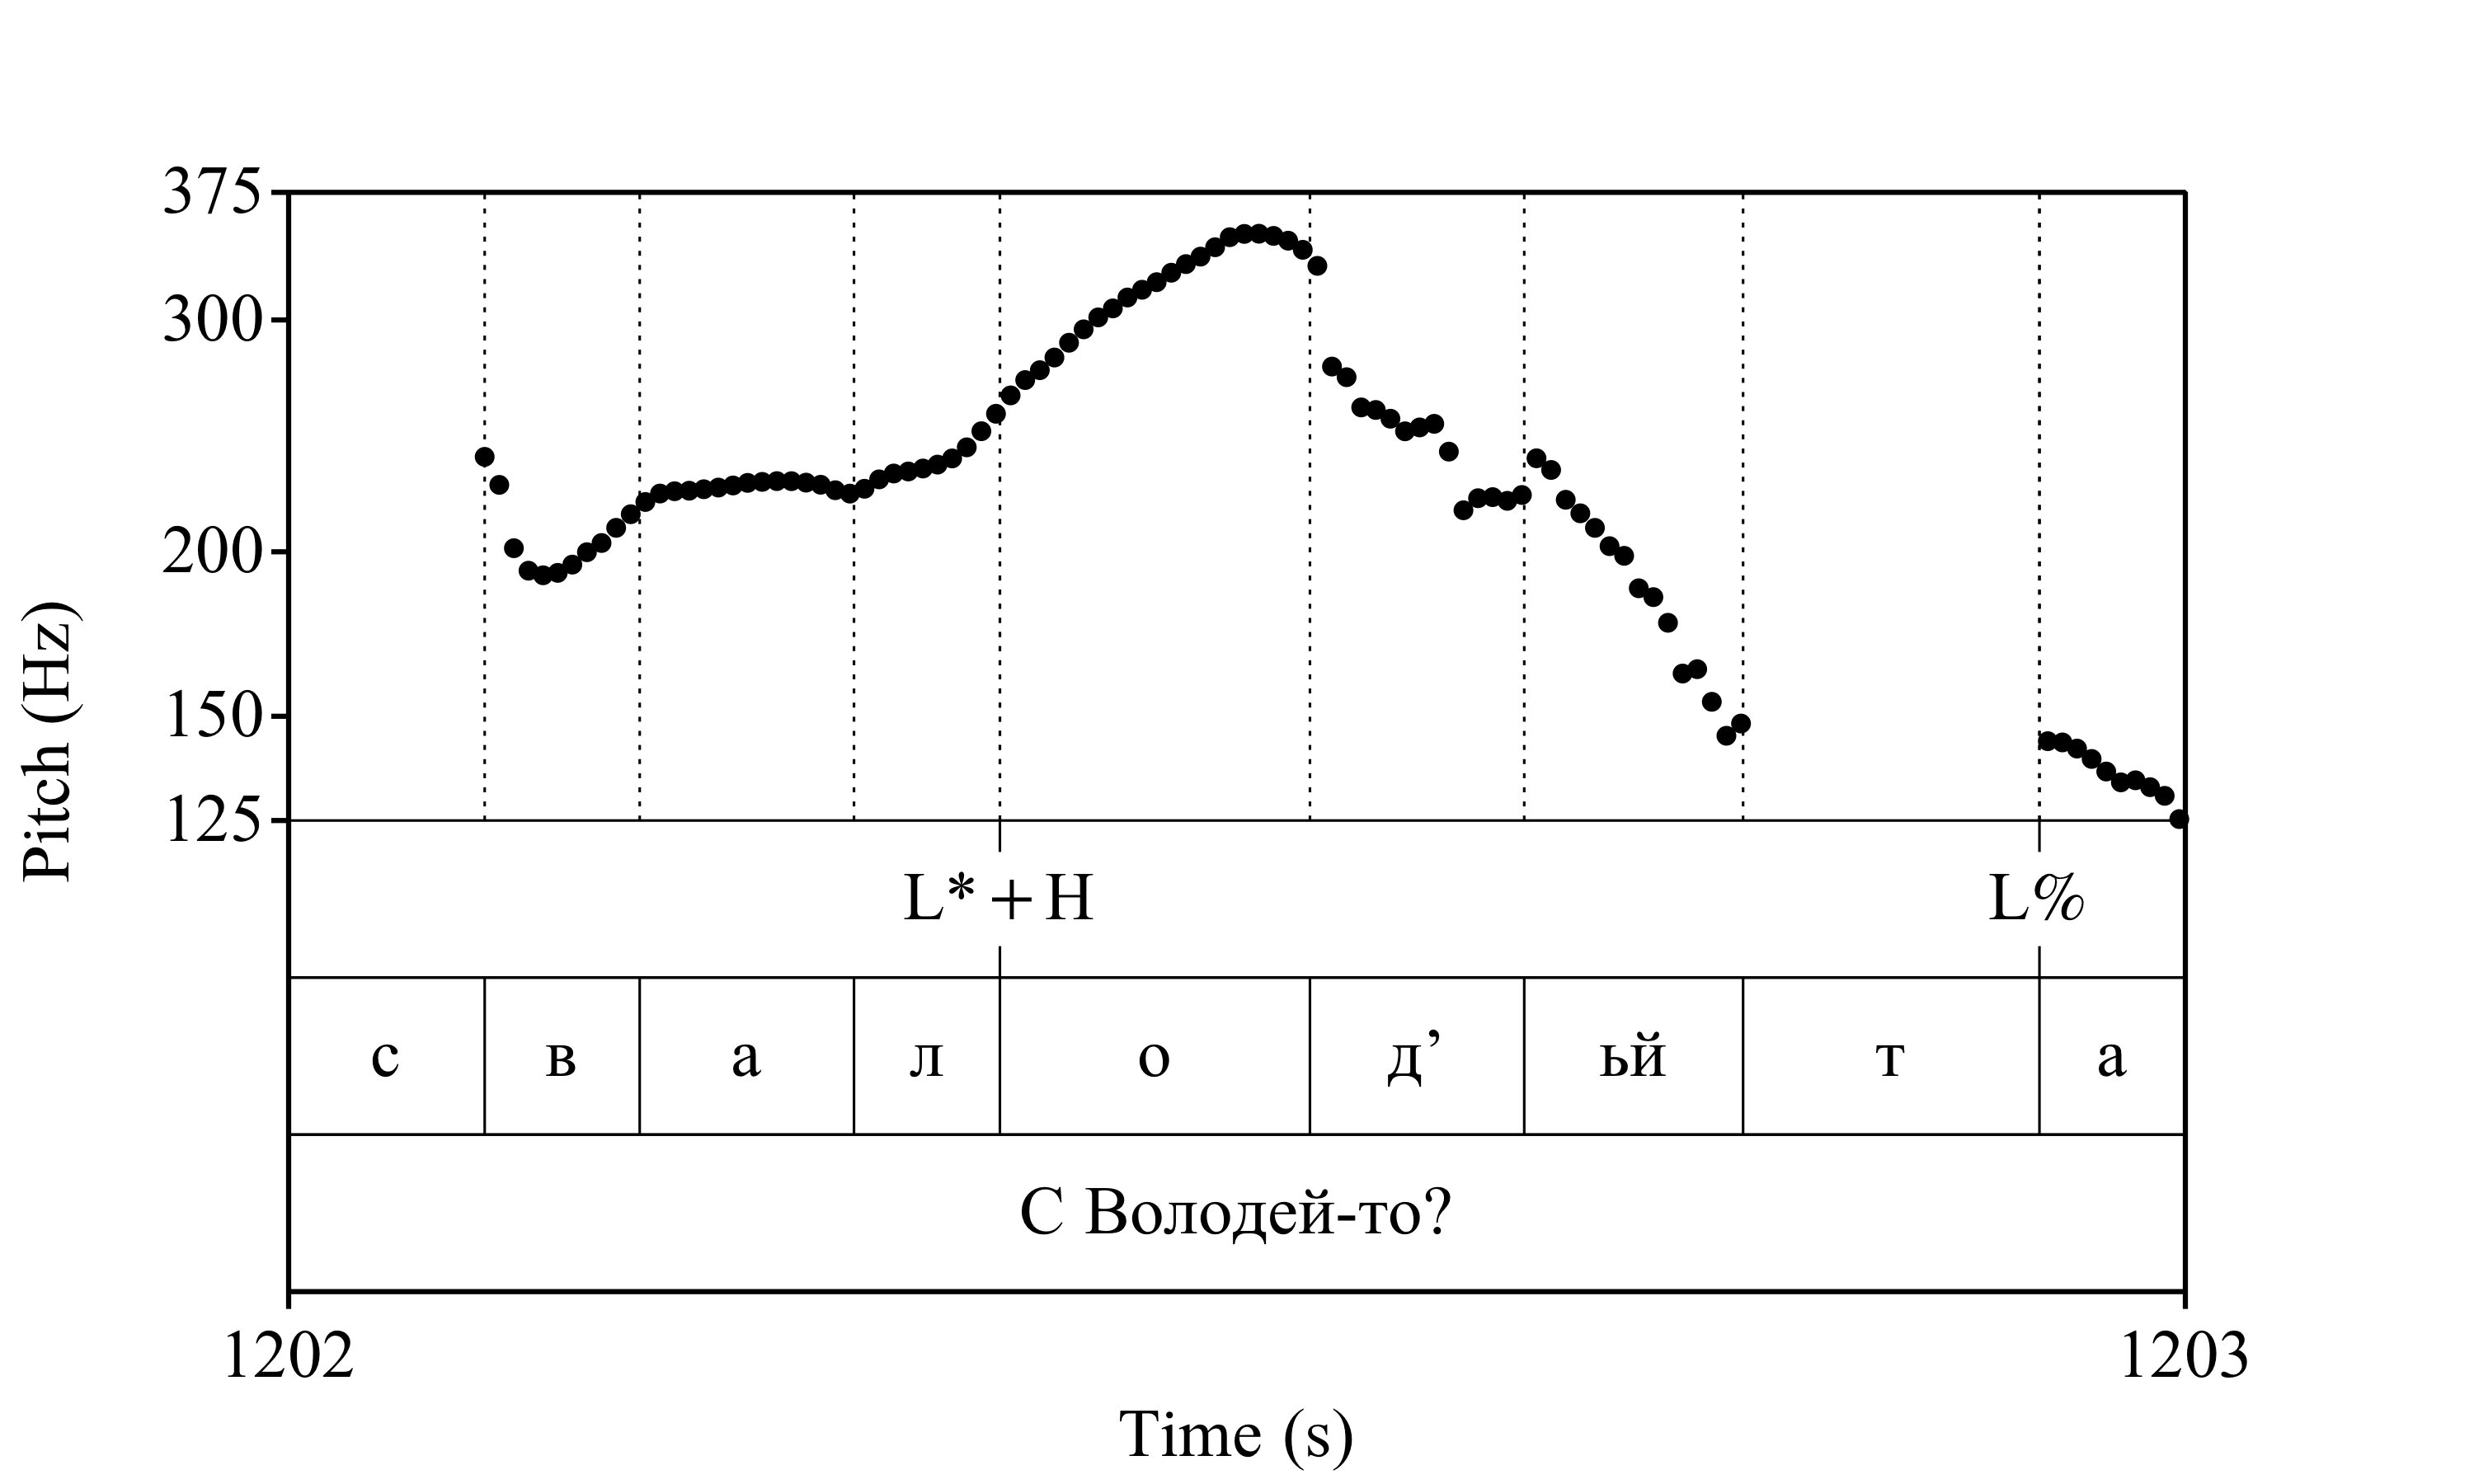 375
300
200
150
125
Pitch (Hz)
L*+H L%
с в а л о д’ ьй т а
С Володей-то?
1202 1203
Time (s)